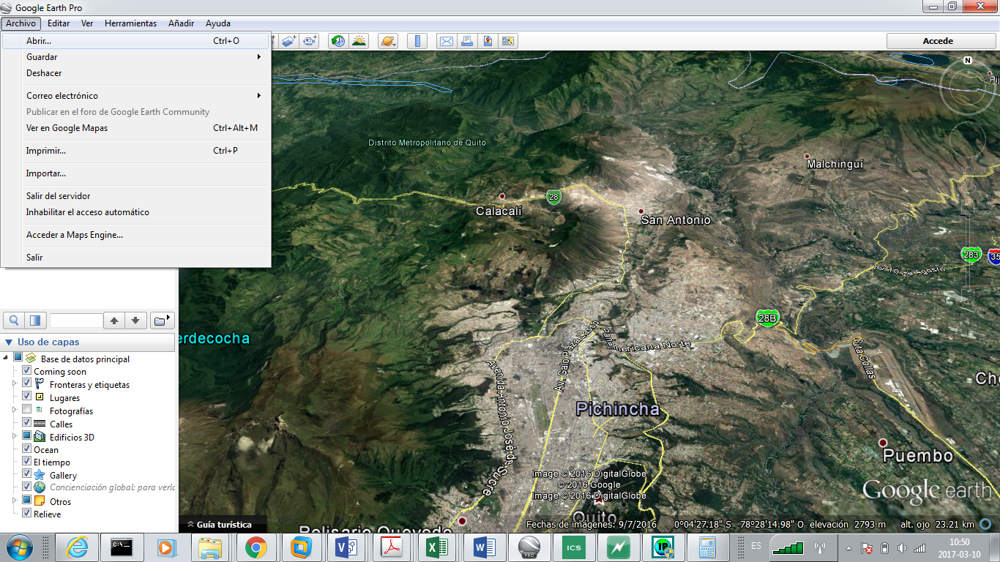 Google Earth Pro
Archivo Editar Ver Herramientas Añadir Ayuda
Abrir... Ctrl+O
Guardar
Deshacer
Correo electrónico
Publicar en el foro de Google Earth Community
Ver en Google Mapas Ctrl+Alt+M
Imprimir... Ctrl+P
Importar...
Salir del servidor
Inhabilitar el acceso automático
Acceder a Maps Engine...
Salir
Accede
N
Distrito Metropolitano de Quito
Malchinguí
Calacalí
28
San Antonio
283
35
Av 10 de Agosto
28B
Panamericana Norte
Av. Galo Plaza Lasso
Avenida Antonio José de Sucre
Pichincha
Puembo
Image © 2016 DigitalGlobe
© 2016 Google
Image © 2016 DigitalGlobe
Quito
Belisario Quevedo
Google earth
Guía turística
Fechas de imágenes: 9/7/2016 0°04'27.18" S 78°28'14.98" O elevación 2793 m alt. ojo 23.21 km
erdecocha
Uso de capas
Base de datos principal
Coming soon
Fronteras y etiquetas
Lugares
Fotografías
Calles
Edificios 3D
Ocean
El tiempo
Gallery
Concienciación global: para verlo
Otros
Relieve
C:\_
PRO
ICS
IP
ES
10:50
2017-03-10